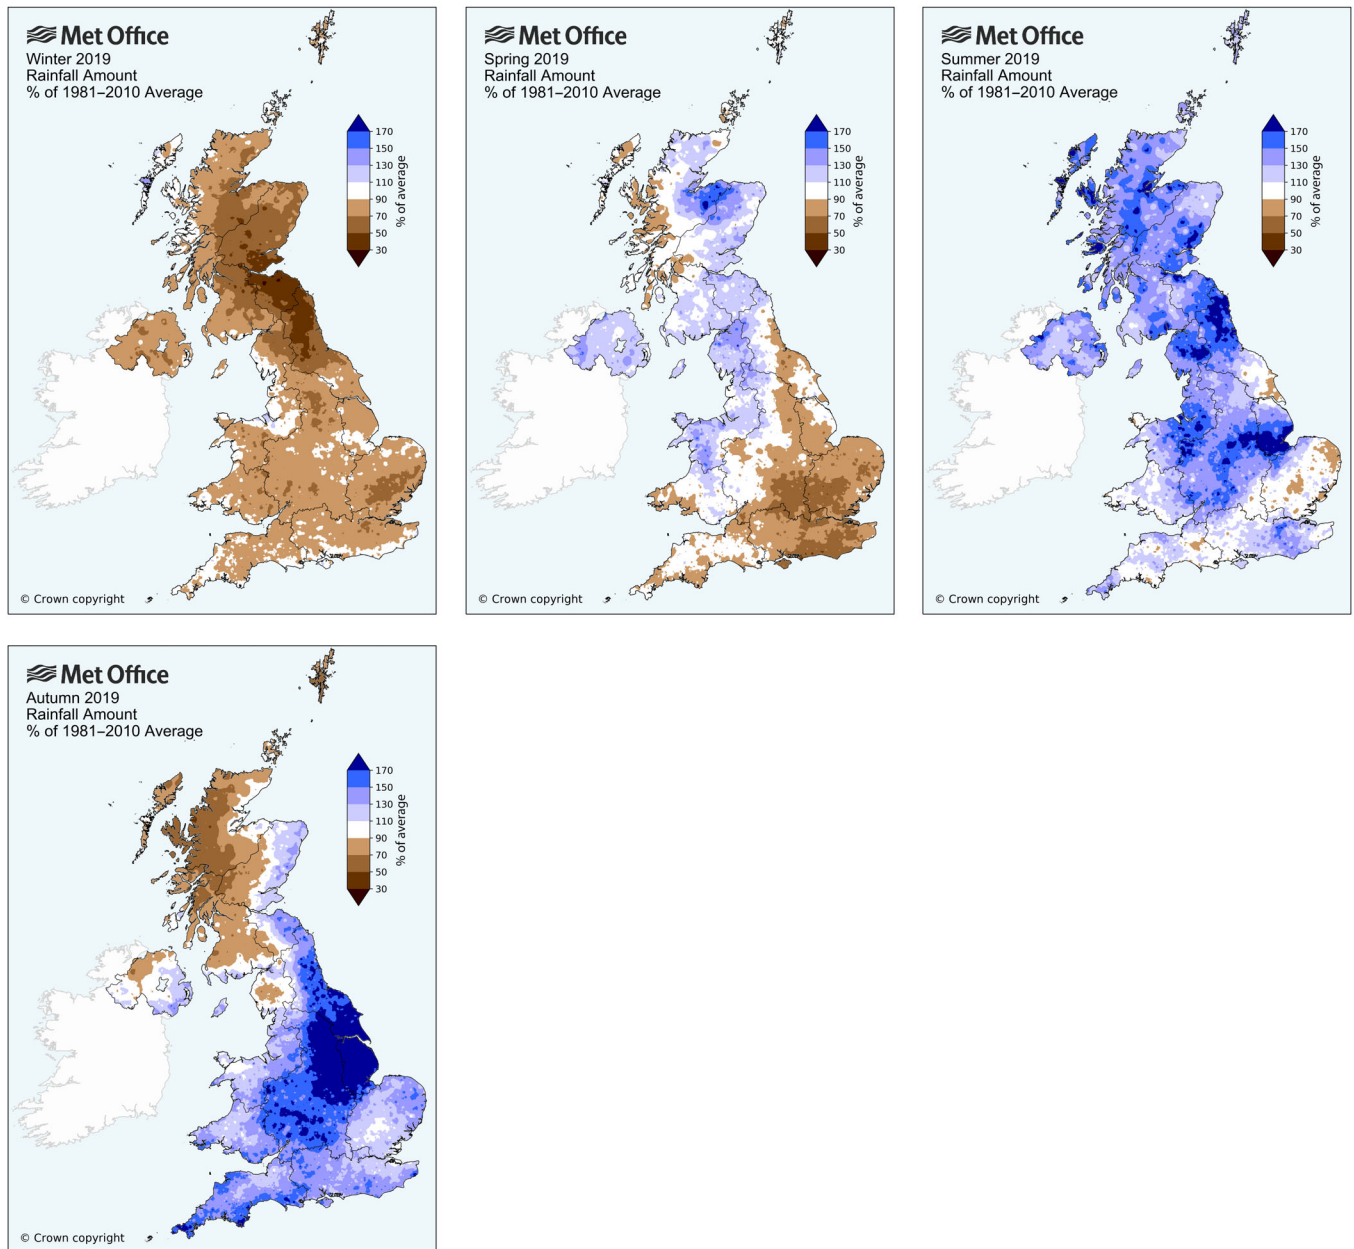 Met Office
Winter 2019
Rainfall Amount
% of 1981–2010 Average
170
150
130
110
90
70
50
30
% of average
© Crown copyright
Met Office
Spring 2019
Rainfall Amount
% of 1981–2010 Average
170
150
130
110
90
70
50
30
% of average
© Crown copyright
Met Office
Summer 2019
Rainfall Amount
% of 1981–2010 Average
170
150
130
110
90
70
50
30
% of average
© Crown copyright
Met Office
Autumn 2019
Rainfall Amount
% of 1981–2010 Average
170
150
130
110
90
70
50
30
% of average
© Crown copyright